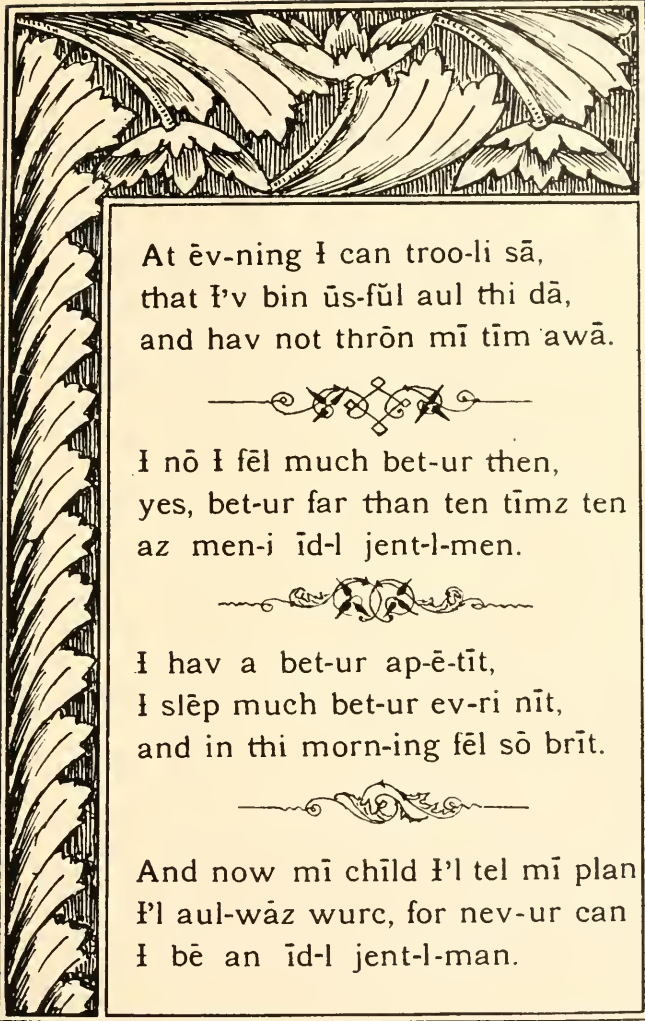 At ēv-ning Ɨ can troo-li sā,
that Ɨ’v bin ūs-fŭl aul thi dā,
and hav not thrōn mī tīm awā.
Ɨ nō Ɨ fēl much bet-ur then,
yes, bet-ur far than ten tīmz ten
az men-i īd-l jent-l-men.
Ɨ hav a bet-ur ap-ē-tīt,
Ɨ slēp much bet-ur ev-ri nīt,
and in thi morn-ing fēl sō brīt.
And now mī chīld Ɨ’l tel mī plan
Ɨ’l aul-wāz wurc, for nev-ur can
Ɨ bē an īd-l jent-l-man.